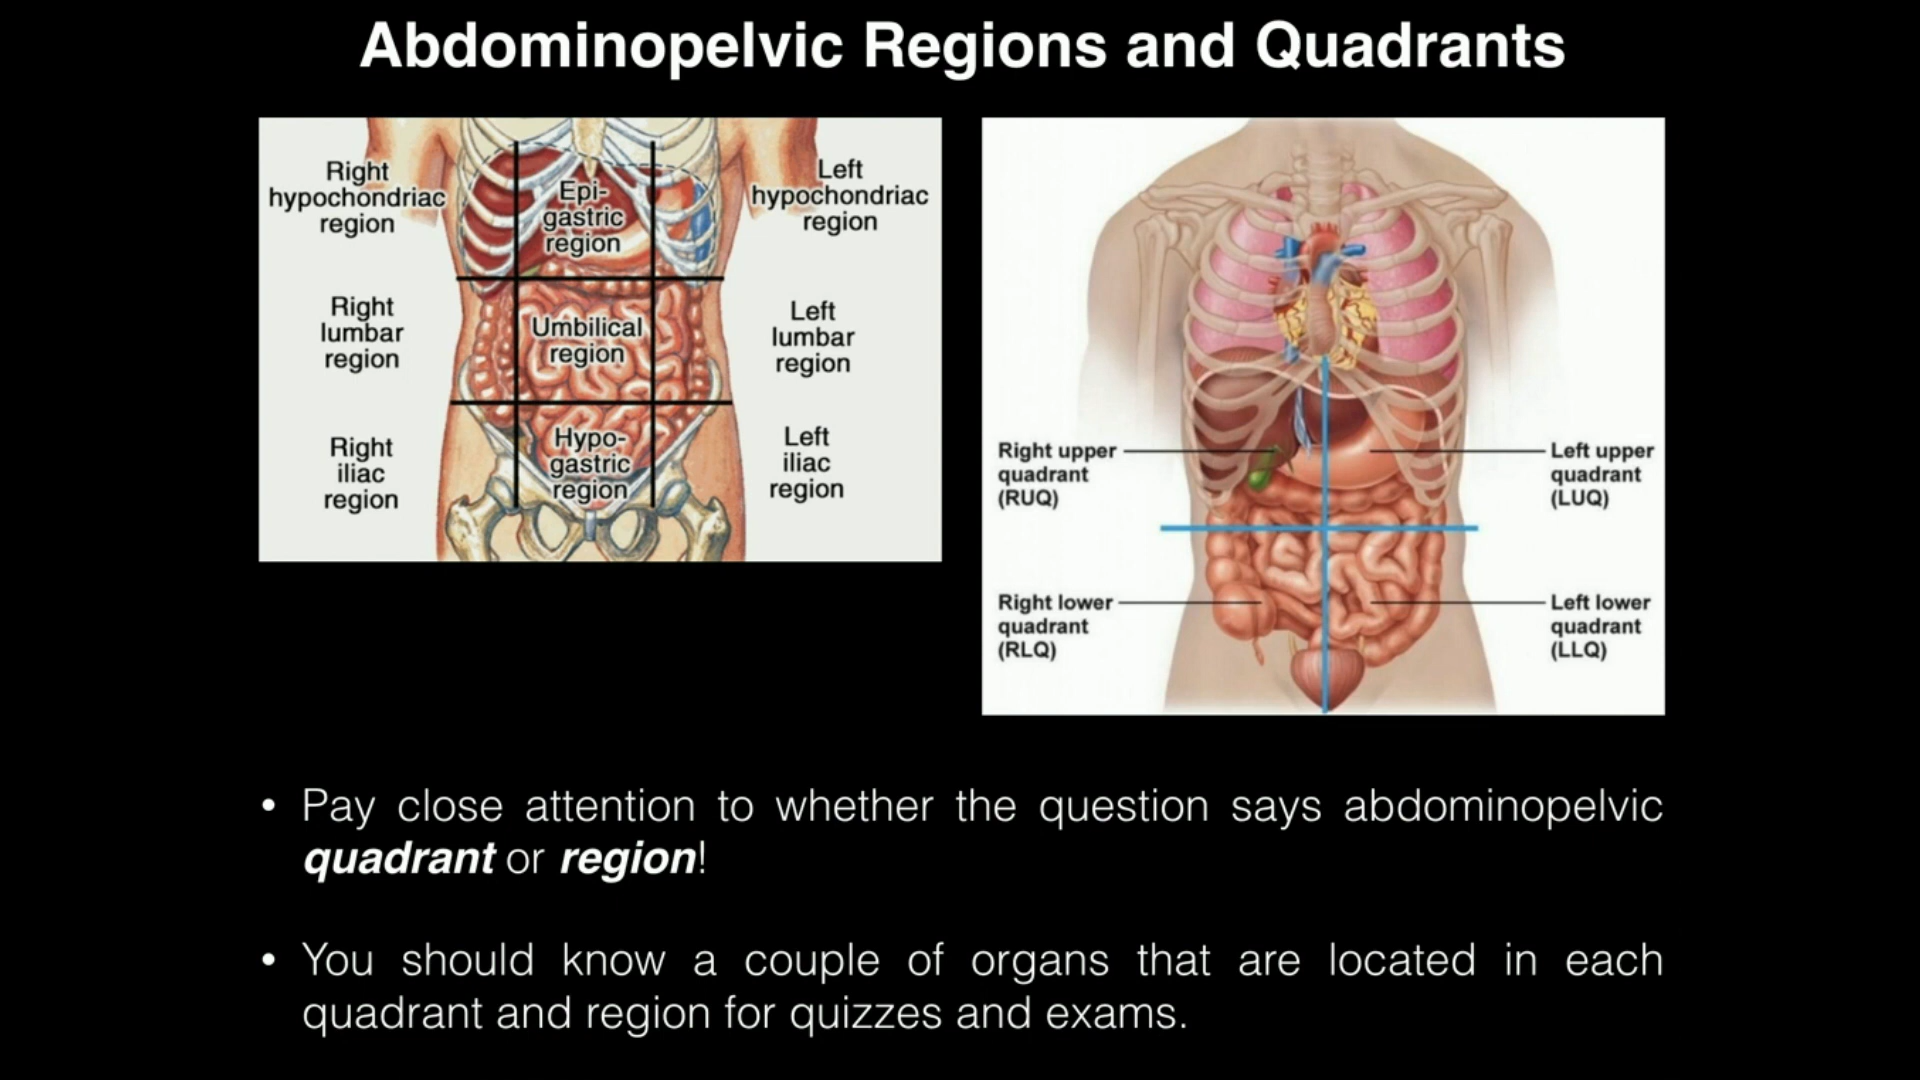 Abdominopelvic Regions and Quadrants
Right
hypochondriac
region
Epi-
gastric
region
Left
hypochondriac
region
Right
lumbar
region
Umbilical
region
Left
lumbar
region
Right
iliac
region
Hypo-
gastric
region
Left
iliac
region
Right upper
quadrant
(RUQ)
Left upper
quadrant
(LUQ)
Right lower
quadrant
(RLQ)
Left lower
quadrant
(LLQ)
• Pay close attention to whether the question says abdominopelvic
quadrant or region!
• You should know a couple of organs that are located in each
quadrant and region for quizzes and exams.